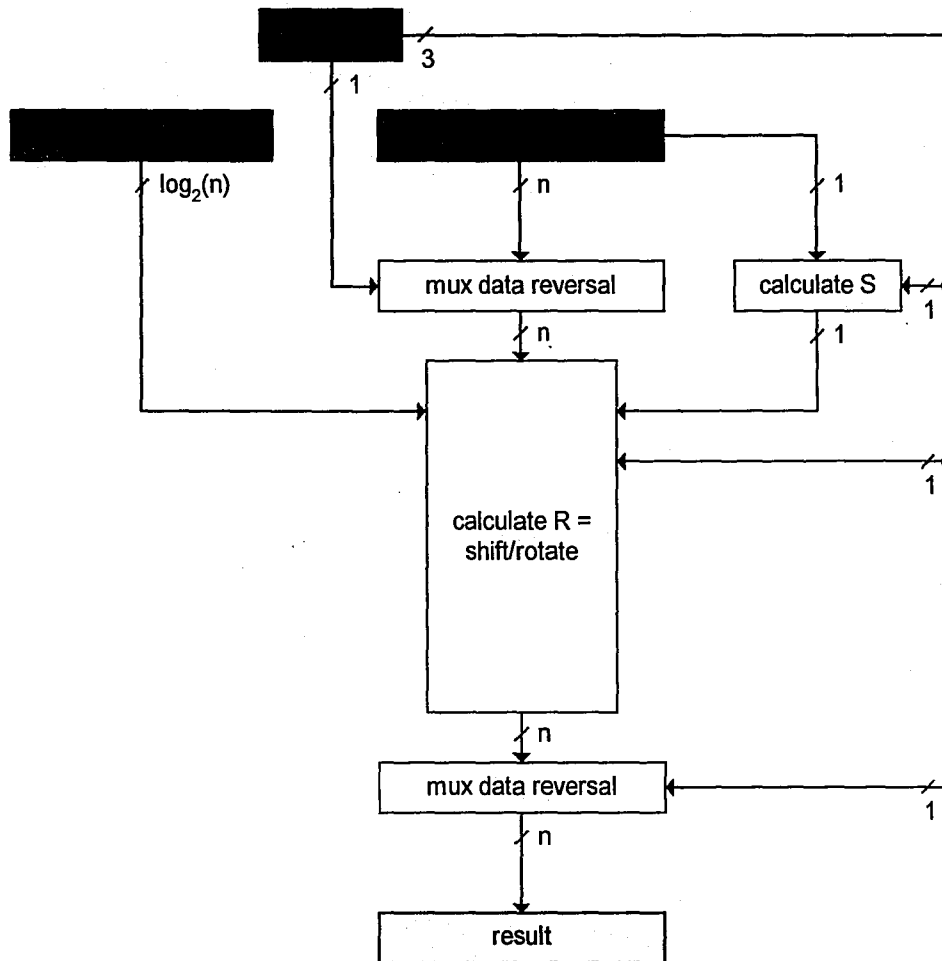 3
1
log₂(n)
n
1
mux data reversal
calculate S
1
n
1
1
calculate R =
shift/rotate
n
mux data reversal
1
n
result